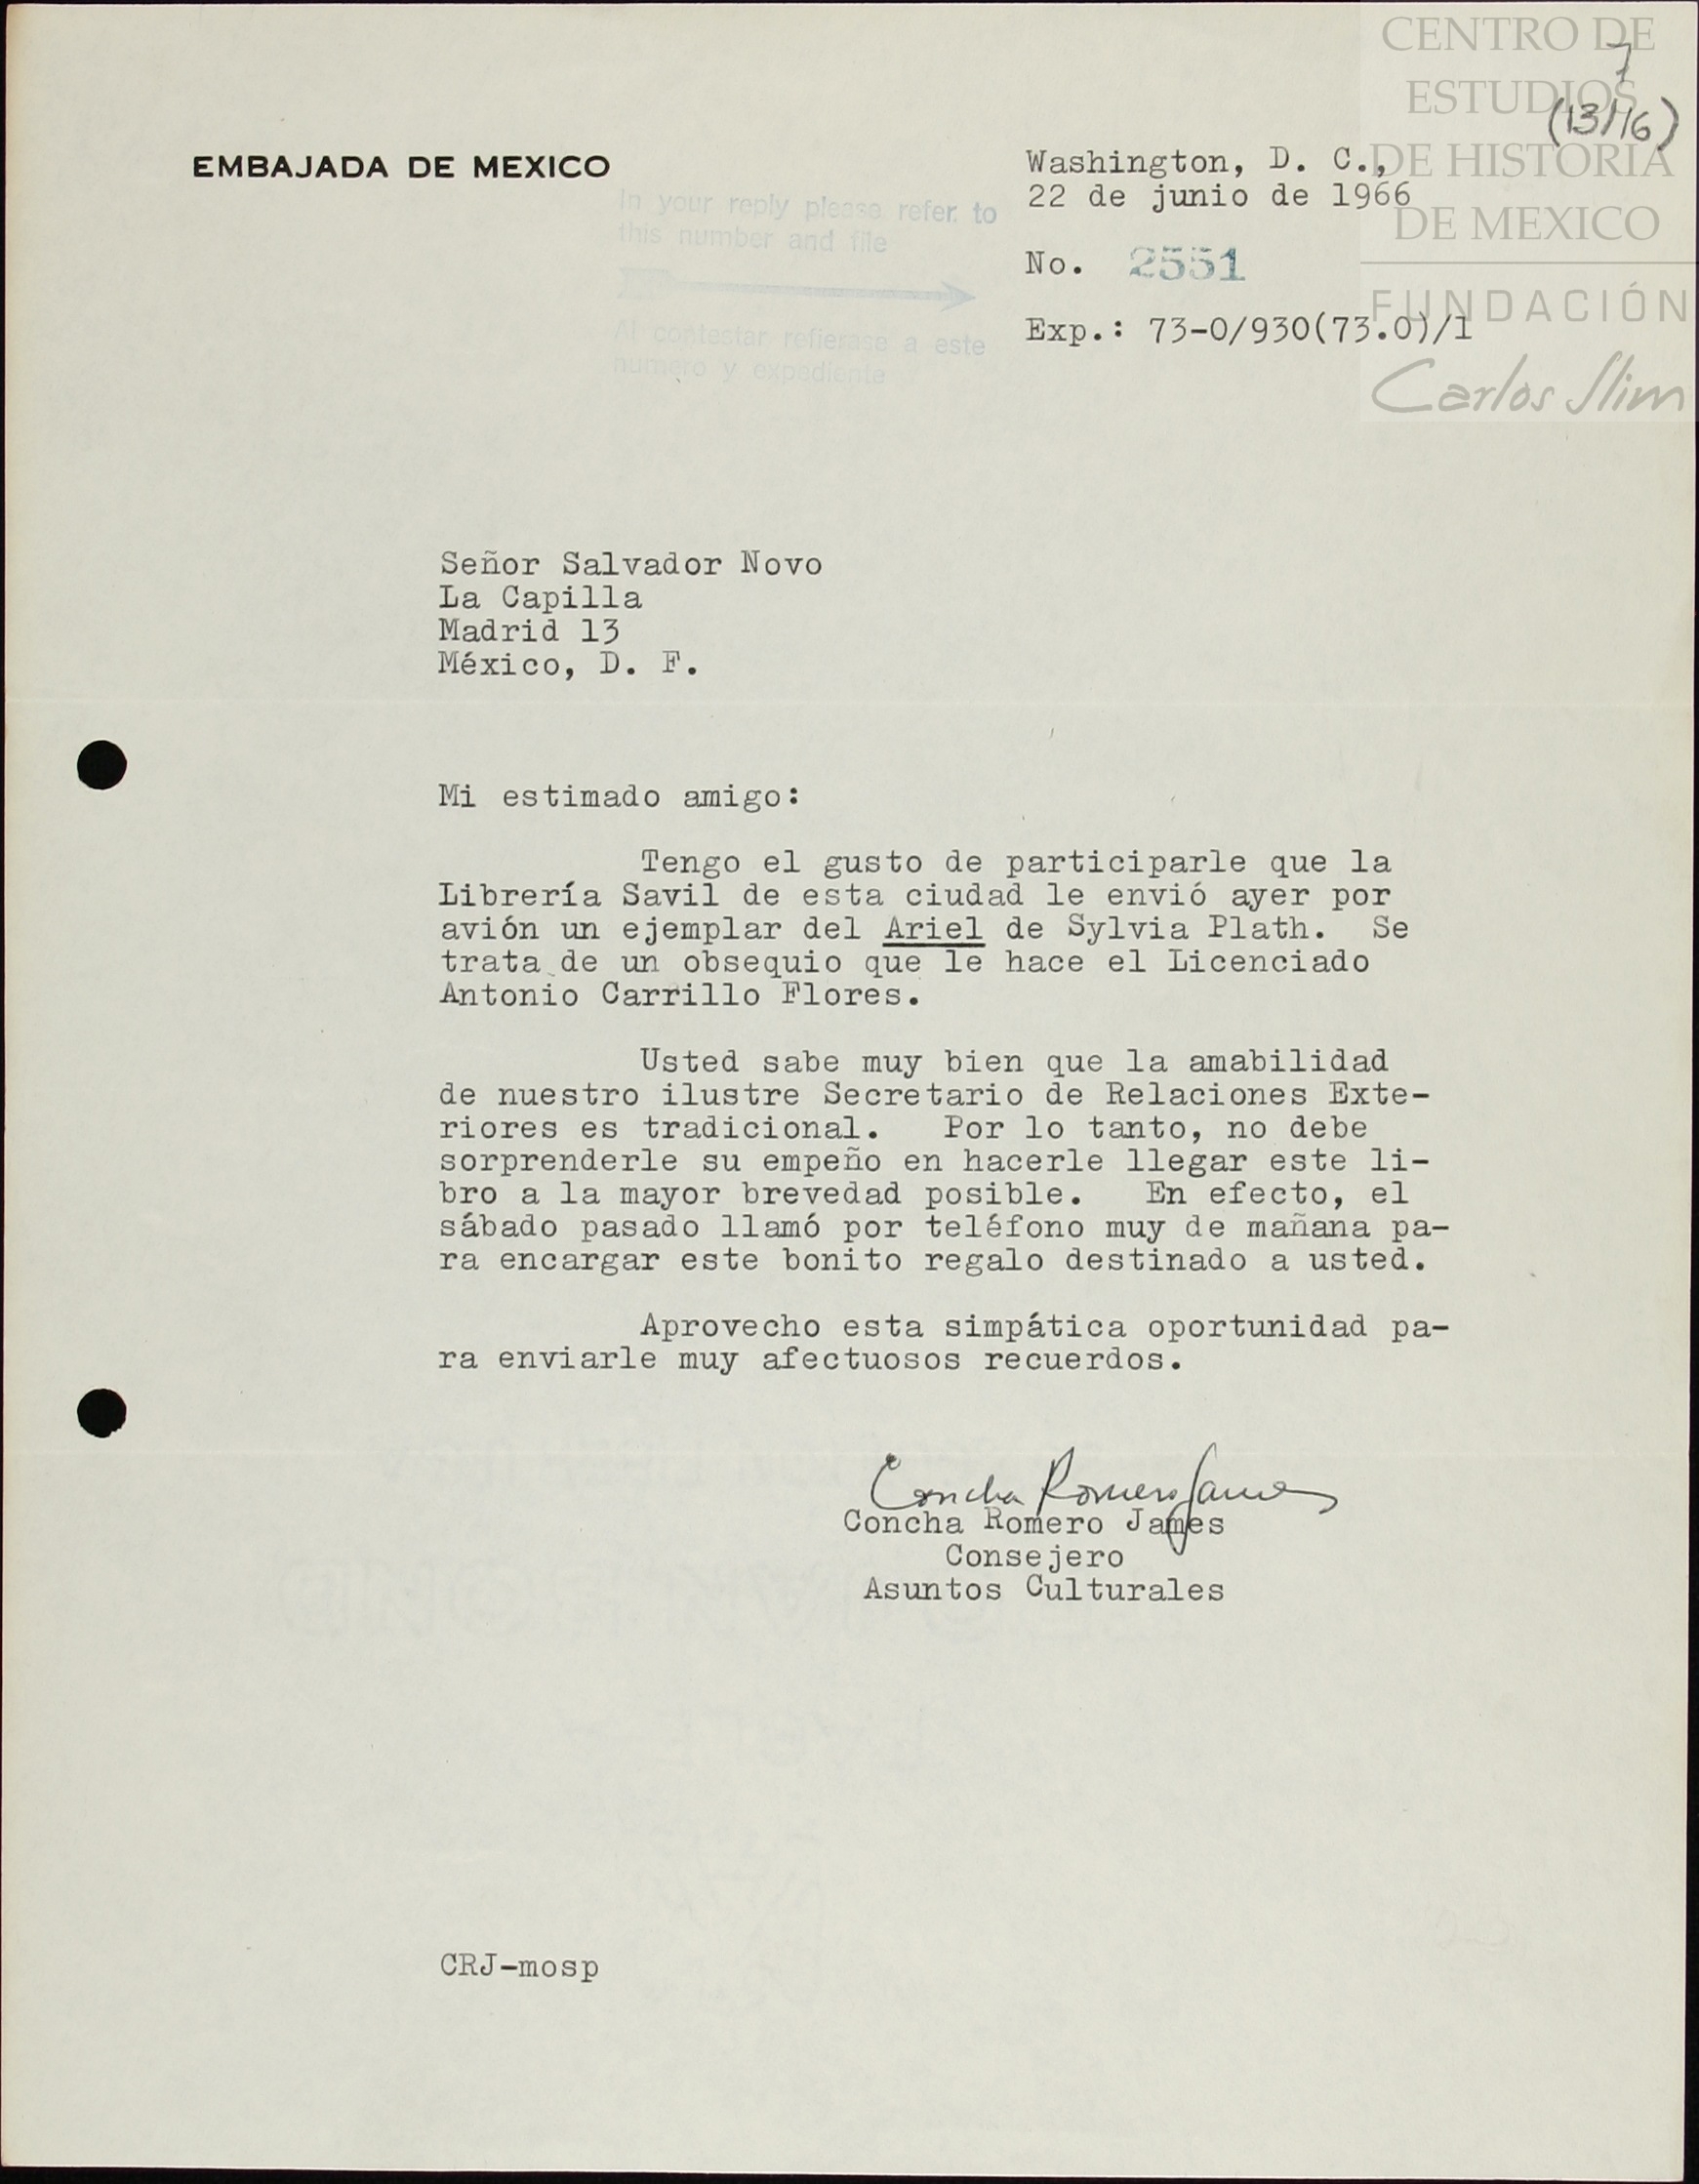 CENTRO DE
ESTUDIOS
DE HISTORIA
DE MEXICO
FUNDACIÓN
Carlos Slim
7
(13/16)
EMBAJADA DE MEXICO
Washington, D. C.,
22 de junio de 1966
In your reply please refer to
this number and file
No. 2551
Al contestar refierase a este
numero y expediente
Exp.: 73-0/930(73.0)/1
Señor Salvador Novo
La Capilla
Madrid 13
México, D. F.
Mi estimado amigo:
Tengo el gusto de participarle que la
Librería Savil de esta ciudad le envió ayer por
avión un ejemplar del Ariel de Sylvia Plath. Se
trata de un obsequio que le hace el Licenciado
Antonio Carrillo Flores.
Usted sabe muy bien que la amabilidad
de nuestro ilustre Secretario de Relaciones Exte-
riores es tradicional. Por lo tanto, no debe
sorprenderle su empeño en hacerle llegar este li-
bro a la mayor brevedad posible. En efecto, el
sábado pasado llamó por teléfono muy de mañana pa-
ra encargar este bonito regalo destinado a usted.
Aprovecho esta simpática oportunidad pa-
ra enviarle muy afectuosos recuerdos.
Concha Romero James
Concha Romero James
Consejero
Asuntos Culturales
CRJ-mosp